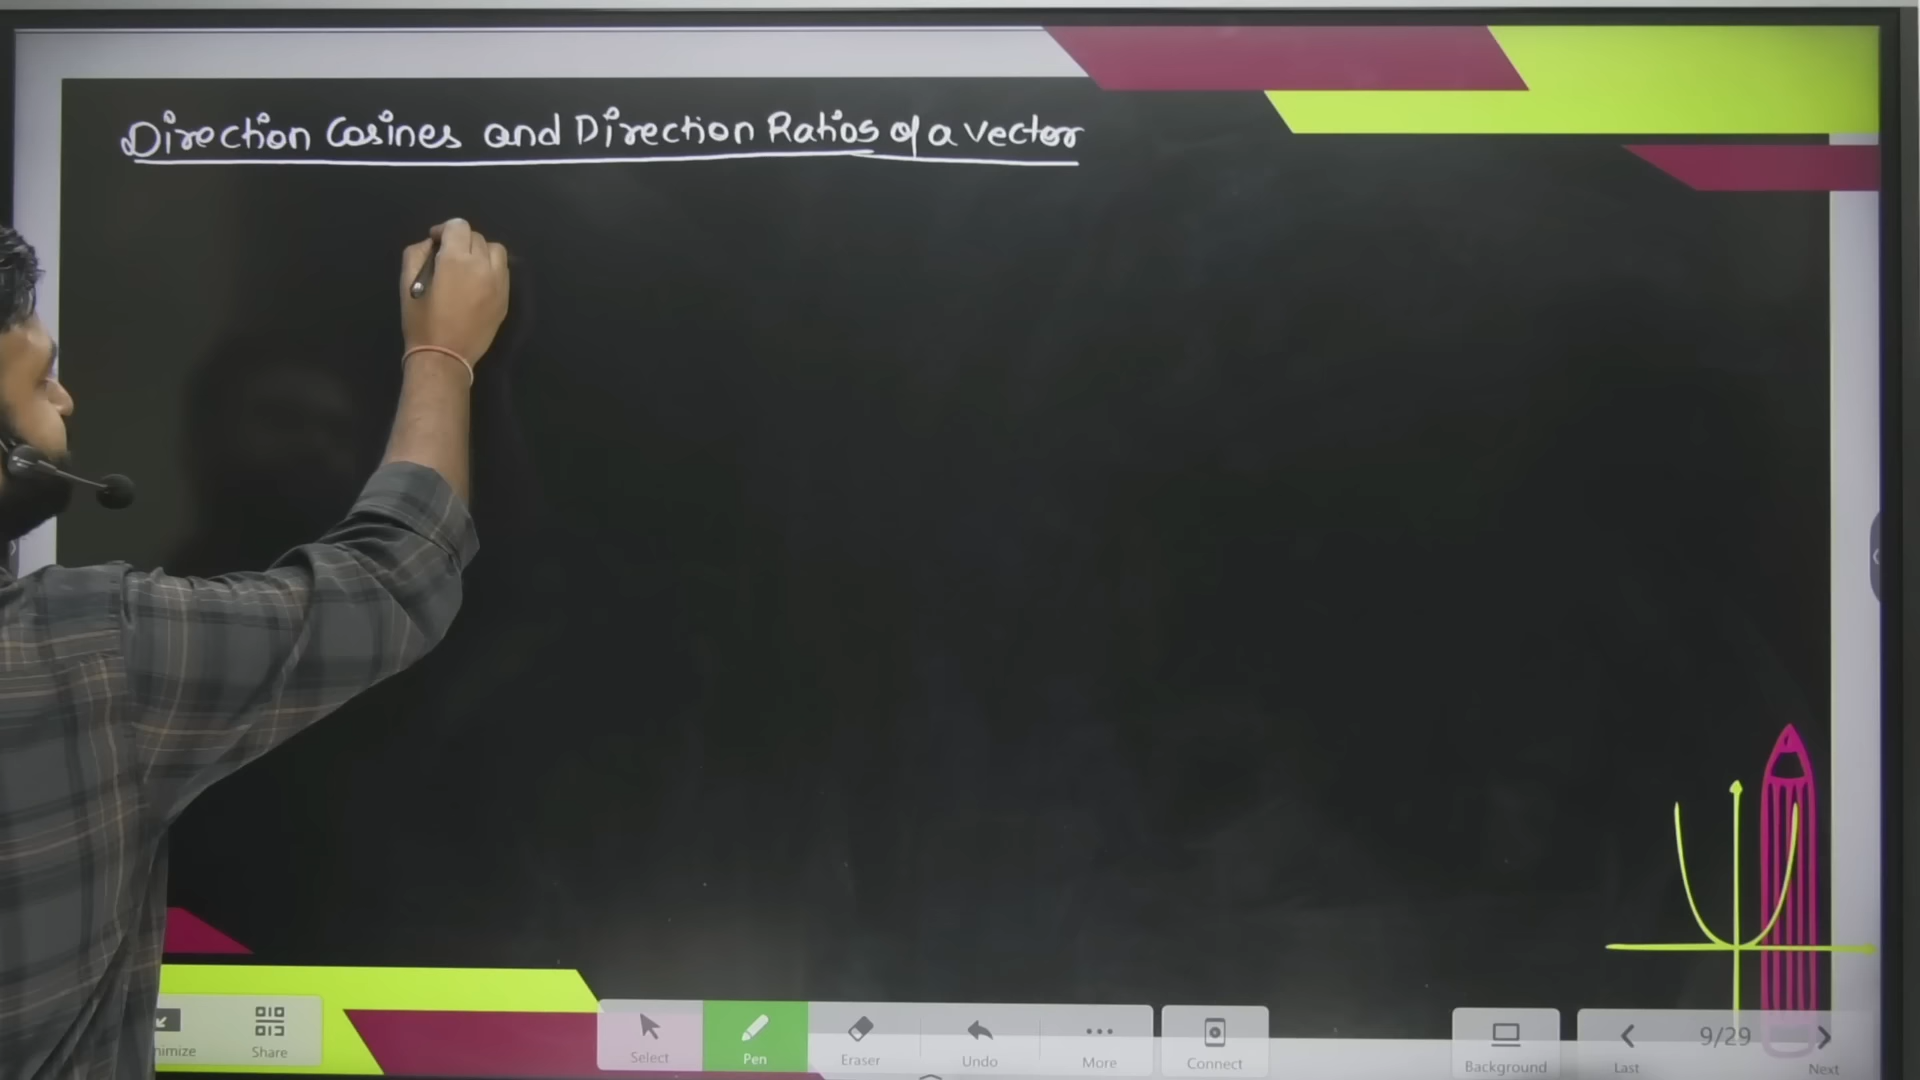 Direction Cosines and Direction Ratios of a vector
Share
Select
Pen
Eraser
Undo
More
Connect
Background
Last
9/29
Next